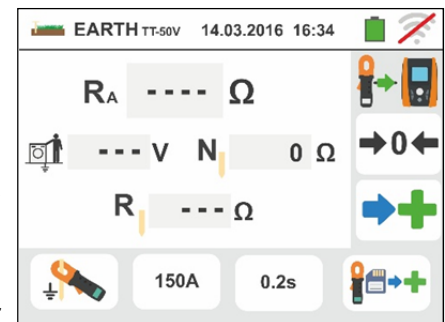 EARTH TT-50V 14.03.2016 16:34
RA ---- Ω
--- V N 0 Ω
→0←
R --- Ω
150A 0.2s